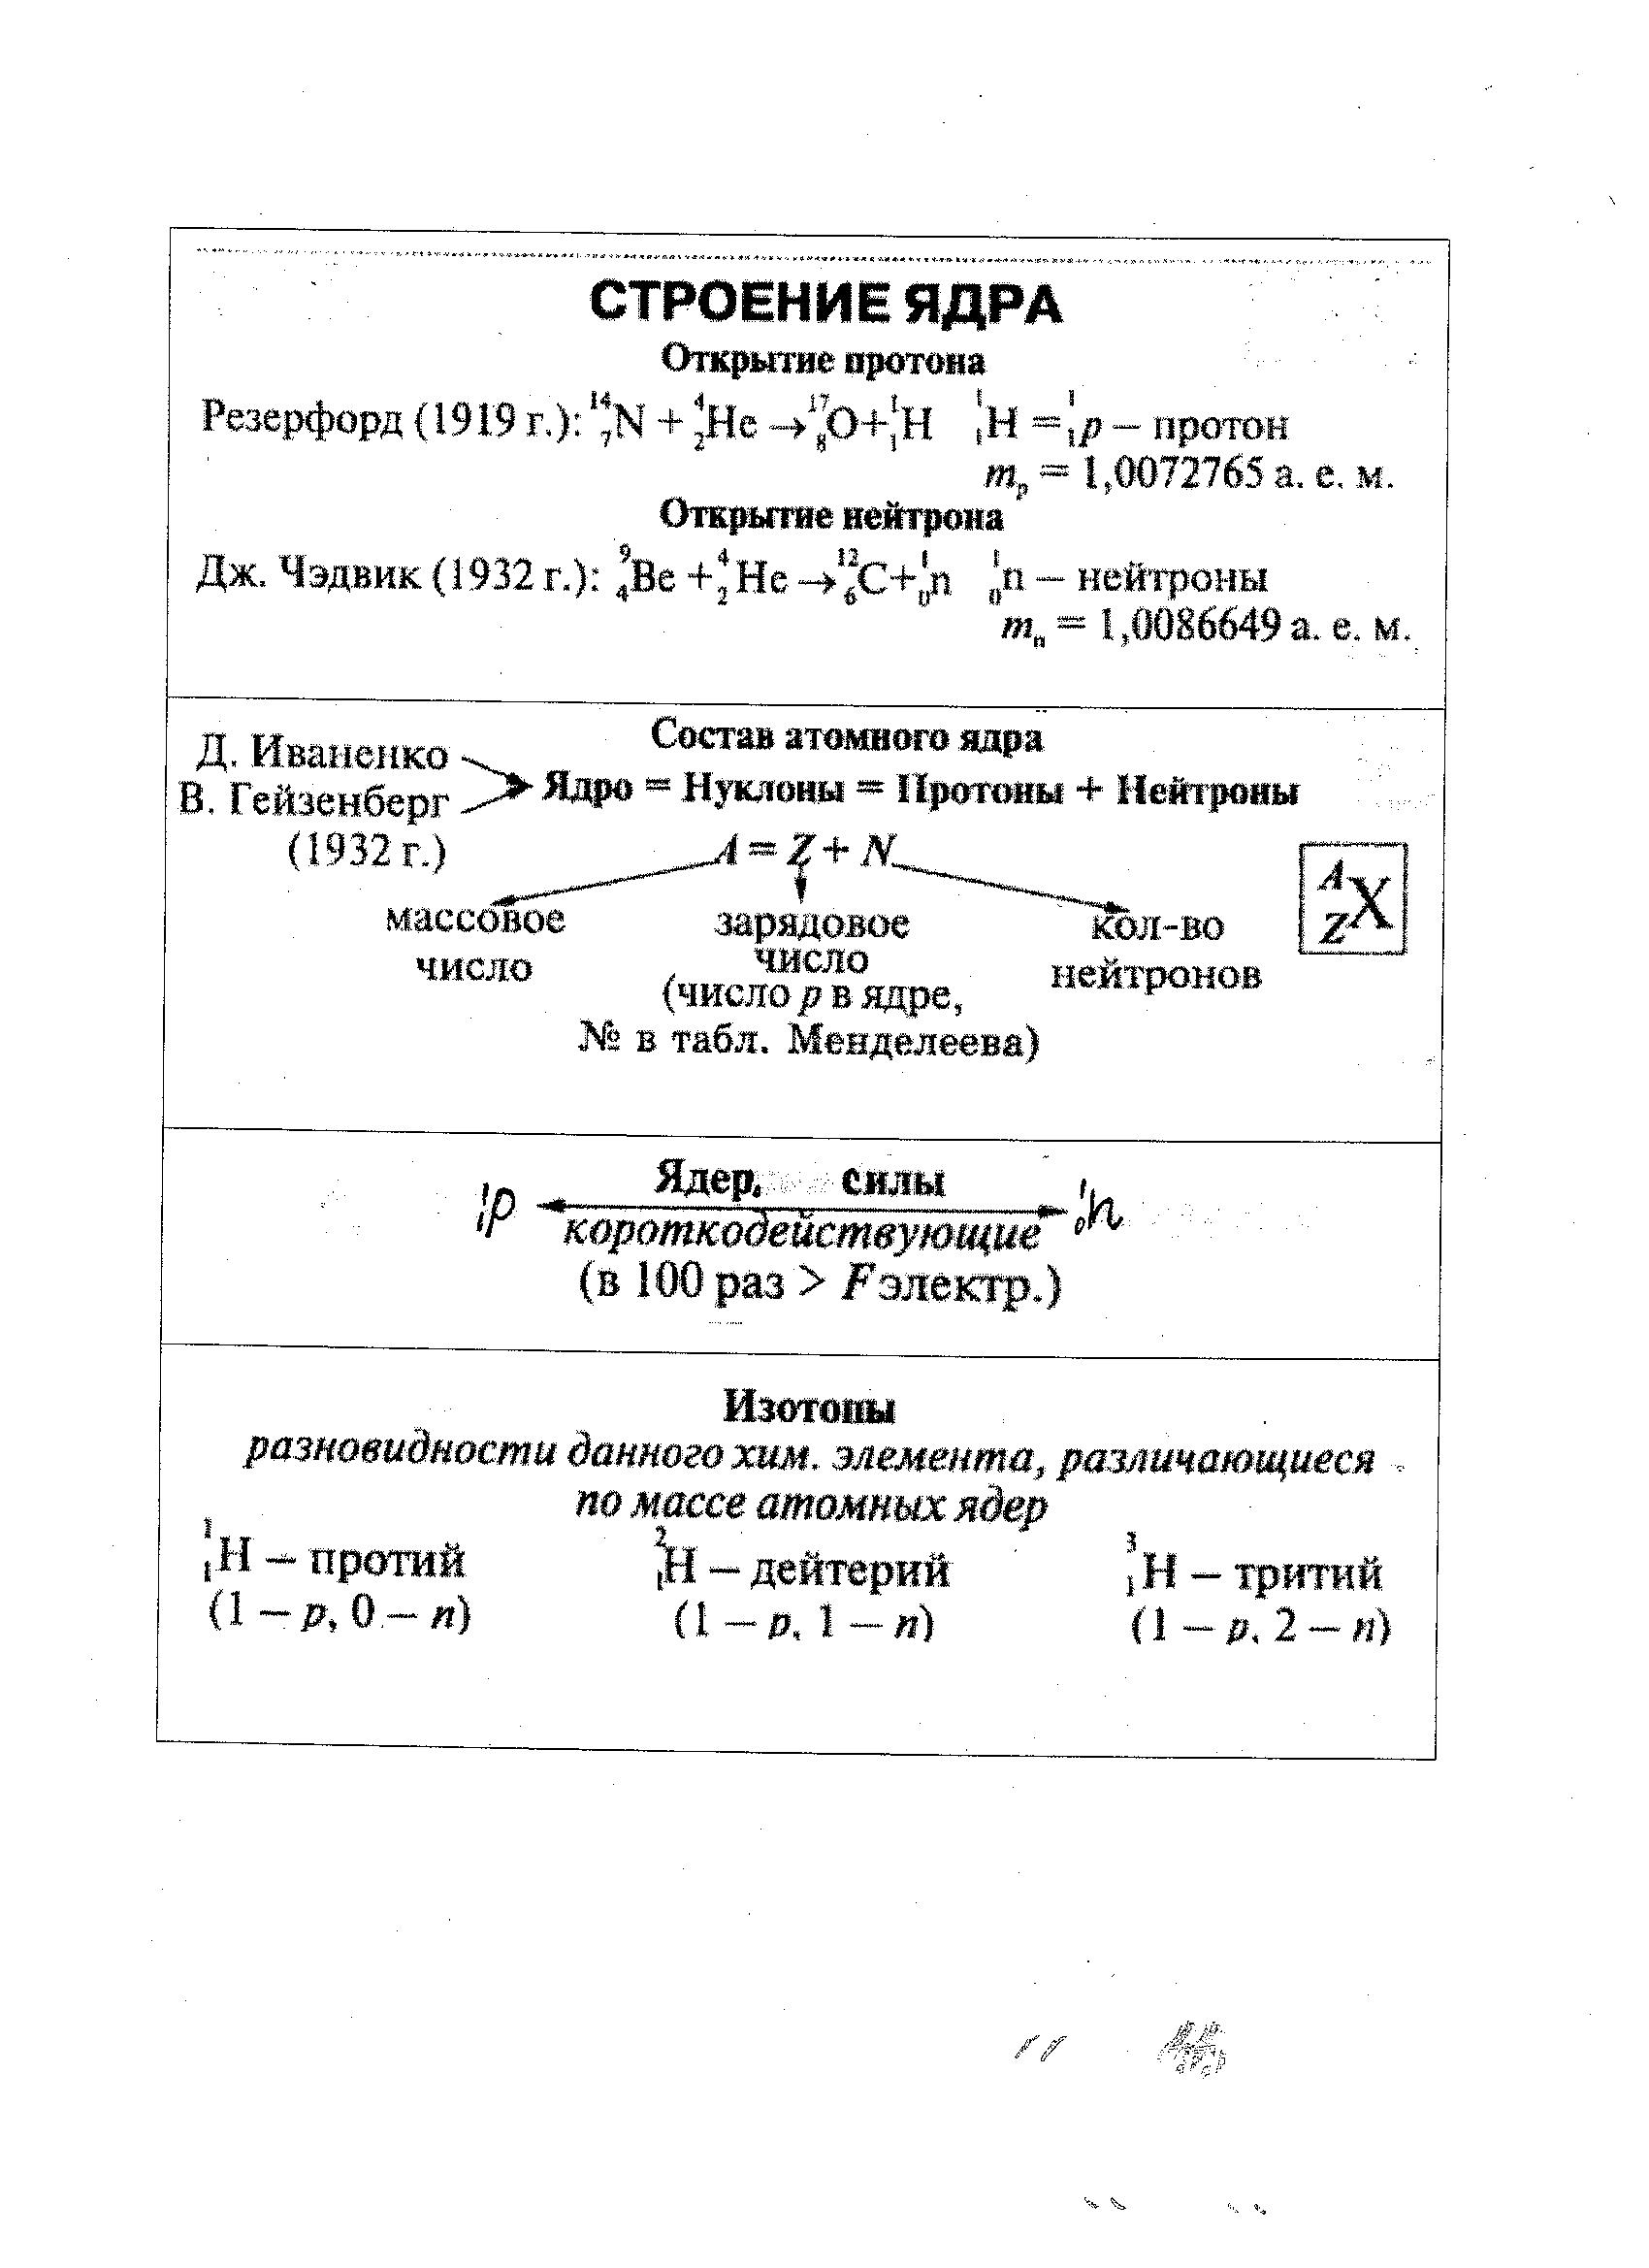 СТРОЕНИЕ ЯДРА
Открытие протона
Резерфорд (1919 г.): ¹⁴₇N + ⁴₂He → ¹⁷₈O + ¹₁H ¹₁H = ¹₁p – протон
mₚ = 1,0072765 а. е. м.
Открытие нейтрона
Дж. Чэдвик (1932 г.): ⁹₄Be + ⁴₂He → ¹²₆C + ¹₀n ¹₀n – нейтроны
mₙ = 1,0086649 а. е. м.
Состав атомного ядра
Д. Иваненко
В. Гейзенберг
(1932 г.)
Ядро = Нуклоны = Протоны + Нейтроны
A = Z + N
массовое
число
зарядовое
число
(число p в ядре,
№ в табл. Менделеева)
кол-во
нейтронов
ᴬ_Z X
Ядер. силы
¹₁p ¹₀n
короткодействующие
(в 100 раз > Fэлектр.)
Изотопы
разновидности данного хим. элемента, различающиеся
по массе атомных ядер
¹₁H – протий ²₁H – дейтерий ³₁H – тритий
(1 – p, 0 – n) (1 – p, 1 – n) (1 – p, 2 – n)